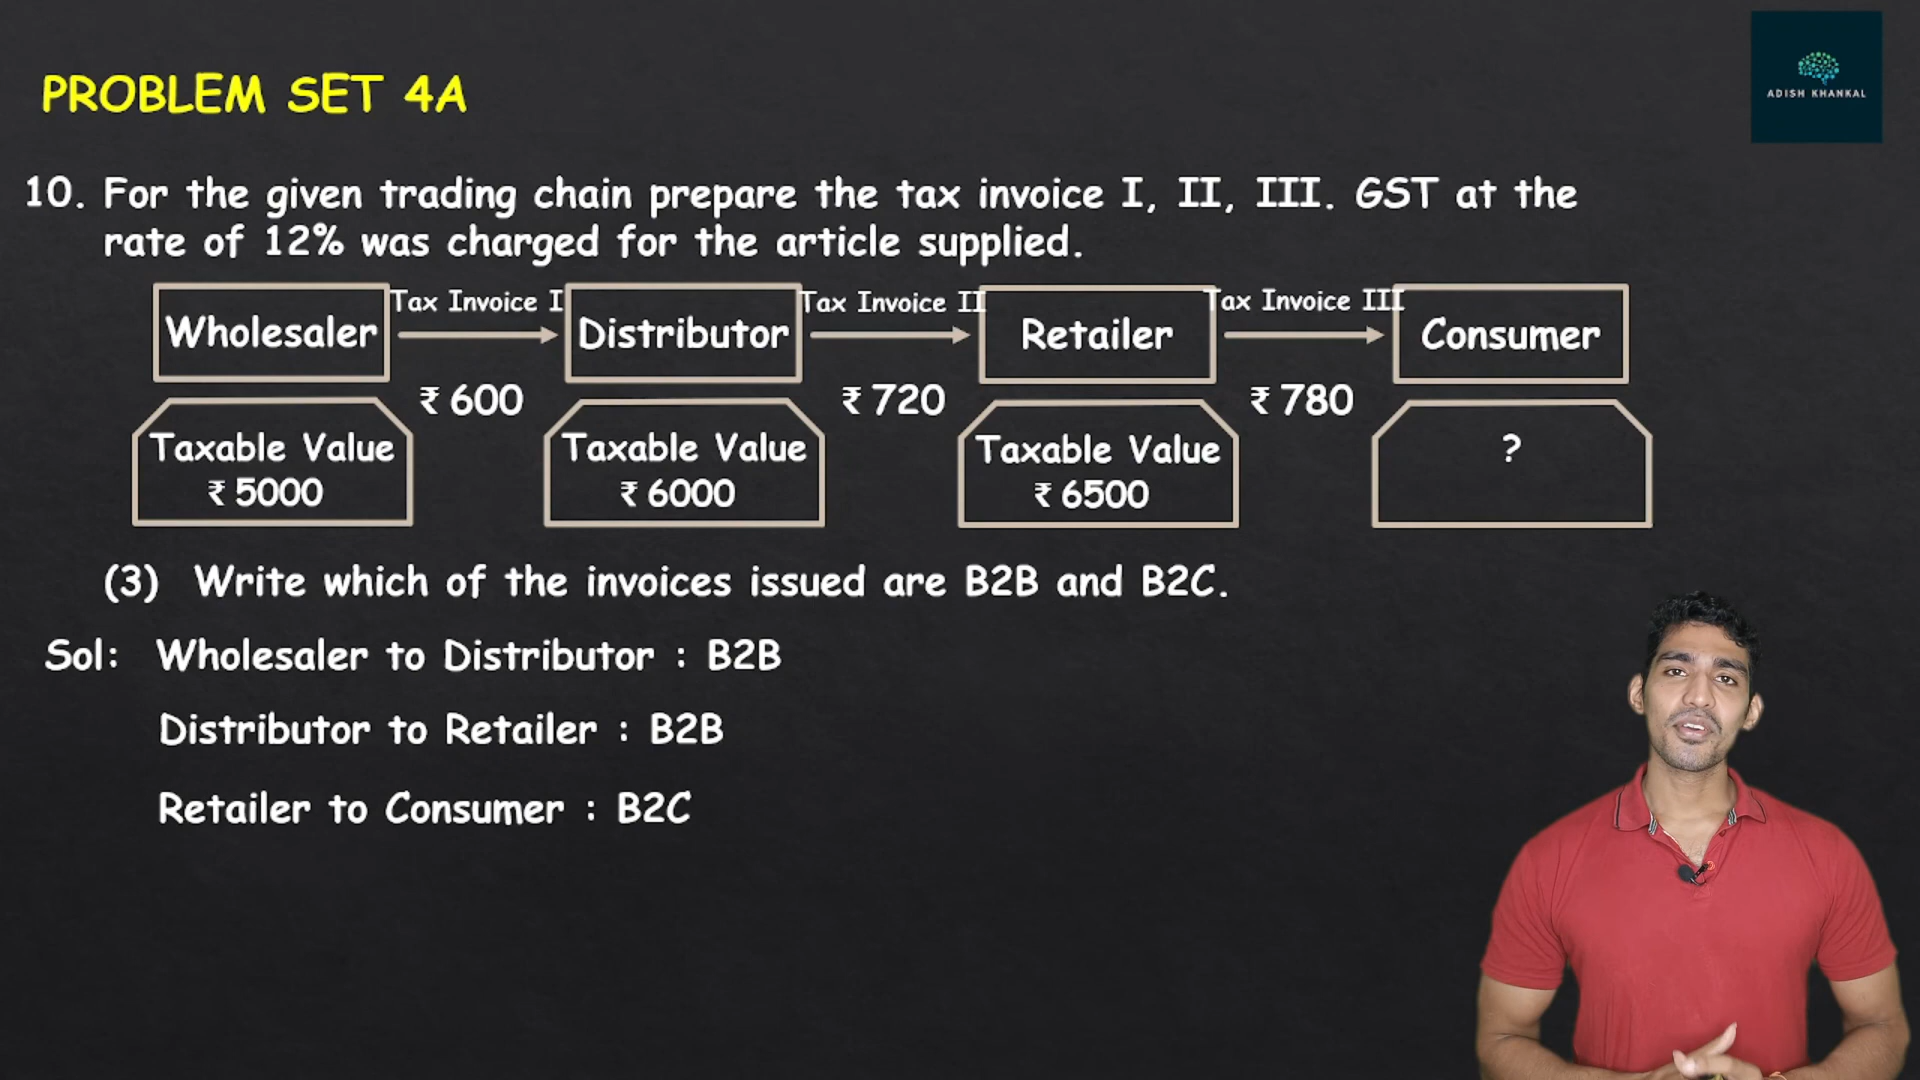 ADISH KHANKAL
PROBLEM SET 4A
10. For the given trading chain prepare the tax invoice I, II, III. GST at the
rate of 12% was charged for the article supplied.
Tax Invoice I
Tax Invoice II
Tax Invoice III
Wholesaler
Distributor
Retailer
Consumer
₹ 600
₹ 720
₹ 780
Taxable Value
₹ 5000
Taxable Value
₹ 6000
Taxable Value
₹ 6500
?
(3) Write which of the invoices issued are B2B and B2C.
Sol: Wholesaler to Distributor : B2B
Distributor to Retailer : B2B
Retailer to Consumer : B2C